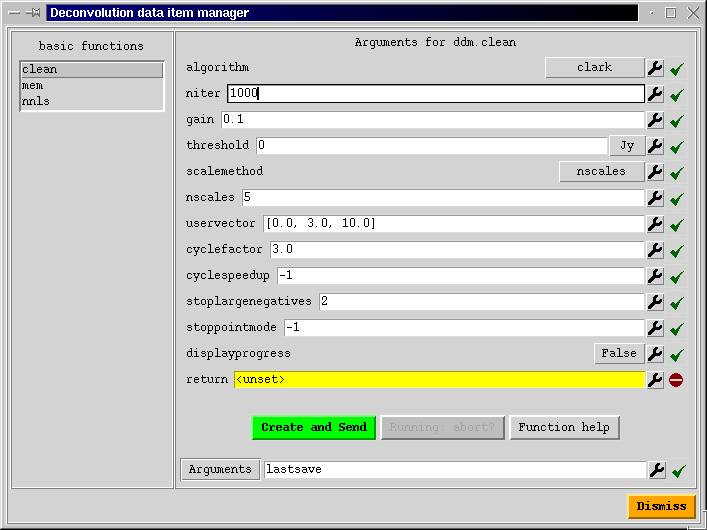 Deconvolution data item manager
basic functions
clean
mem
nnls
Arguments for ddm.clean
algorithm clark
niter 1000
gain 0.1
threshold 0 Jy
scalemethod nscales
nscales 5
uservector [0.0, 3.0, 10.0]
cyclefactor 3.0
cyclespeedup -1
stoplargenegatives 2
stoppointmode -1
displayprogress False
return <unset>
Create and Send Running: abort? Function help
Arguments lastsave
Dismiss